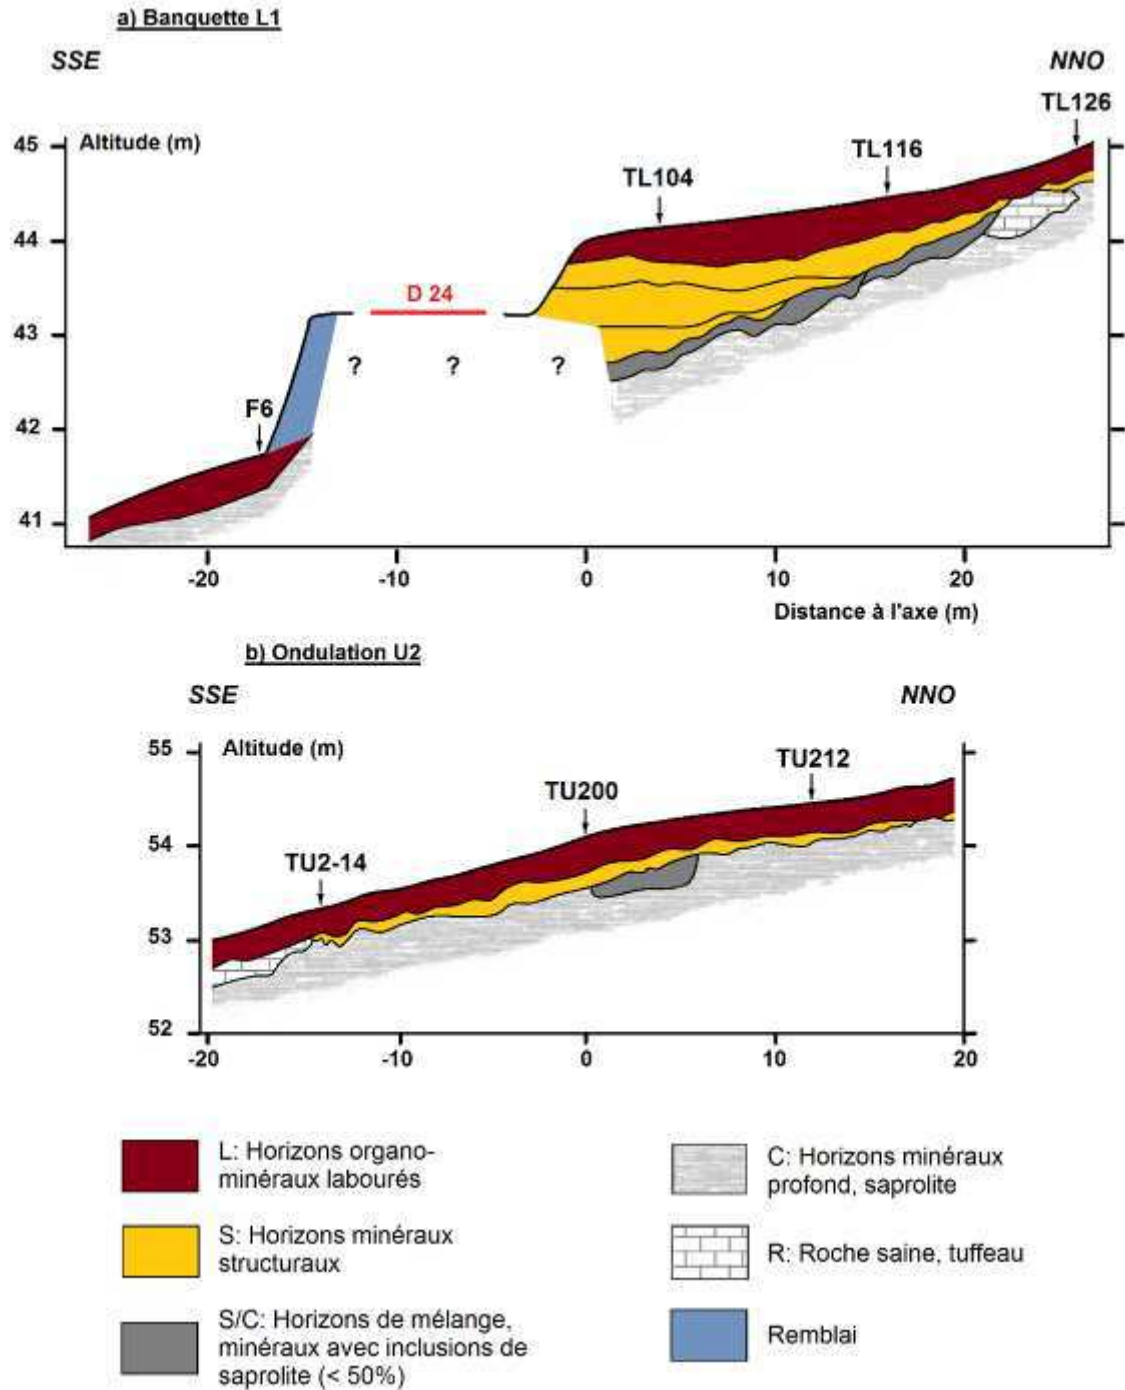 a) Banquette L1
SSE
NNO
TL126
45
Altitude (m)
TL116
TL104
44
D 24
43
? ? ?
F6
42
41
-20 -10 0 10 20
Distance à l'axe (m)
b) Ondulation U2
SSE
NNO
55
Altitude (m)
TU212
TU200
54
TU2-14
53
52
-20 -10 0 10 20
L: Horizons organo-
minéraux labourés
S: Horizons minéraux
structuraux
S/C: Horizons de mélange,
minéraux avec inclusions de
saprolite (< 50%)
C: Horizons minéraux
profond, saprolite
R: Roche saine, tuffeau
Remblai